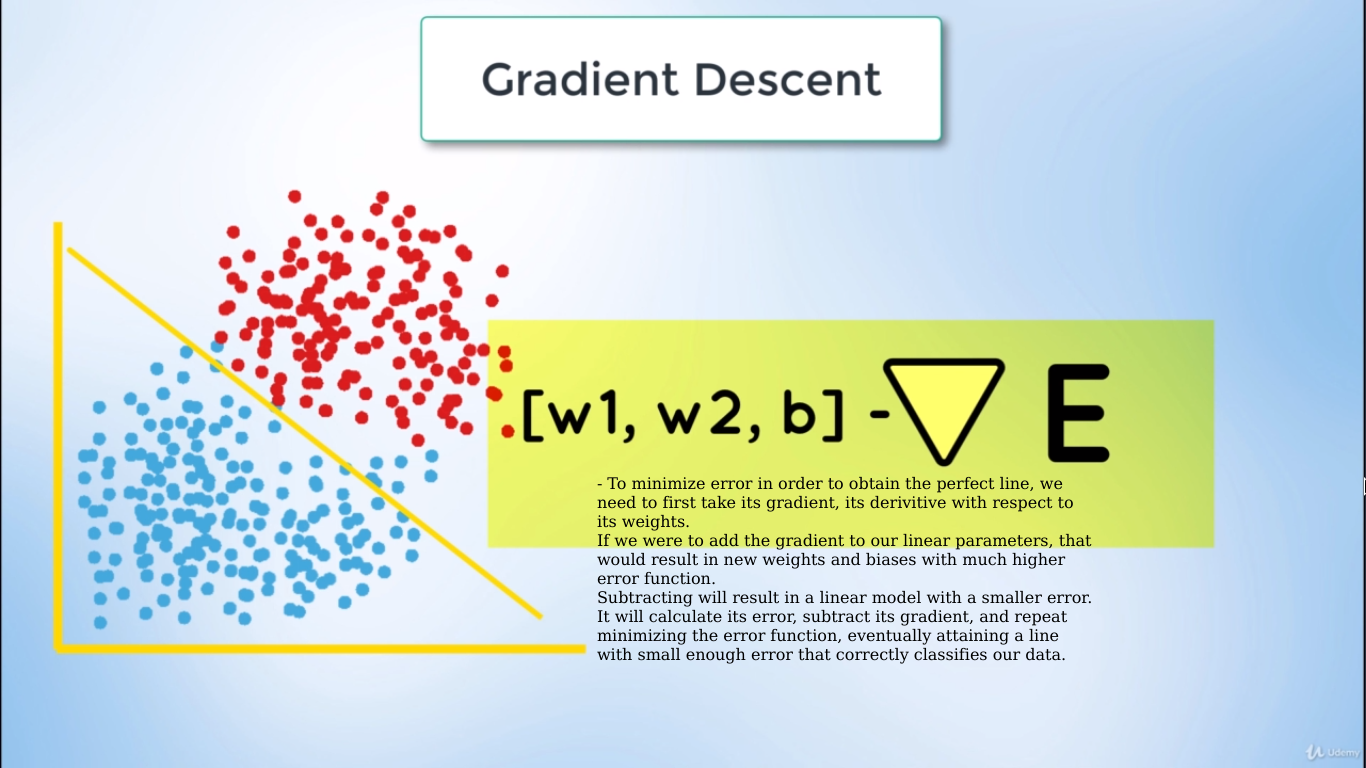 Gradient Descent
[w1, w2, b] -▽ E
- To minimize error in order to obtain the perfect line, we
need to first take its gradient, its derivitive with respect to
its weights.
If we were to add the gradient to our linear parameters, that
would result in new weights and biases with much higher
error function.
Subtracting will result in a linear model with a smaller error.
It will calculate its error, subtract its gradient, and repeat
minimizing the error function, eventually attaining a line
with small enough error that correctly classifies our data.
Udemy